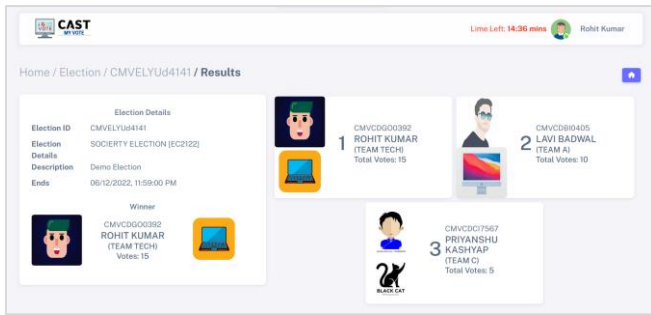 VOTE
CAST
MY VOTE
Lime Left: 14:36 mins
Rohit Kumar
Home / Election / CMVELYUd4141 / Results
Election Details
Election ID CMVELYUd4141
Election Details SOCIERTY ELECTION [EC2122]
Description Demo Election
Ends 06/12/2022, 11:59:00 PM
Winner
CMVCDGO0392
ROHIT KUMAR
(TEAM TECH)
Votes: 15
1
CMVCDGO0392
ROHIT KUMAR
(TEAM TECH)
Total Votes: 15
2
CMVCDBI0405
LAVI BADWAL
(TEAM A)
Total Votes: 10
3
CMVCDCI7567
PRIYANSHU
KASHYAP
(TEAM C)
Total Votes: 5
BLACK CAT